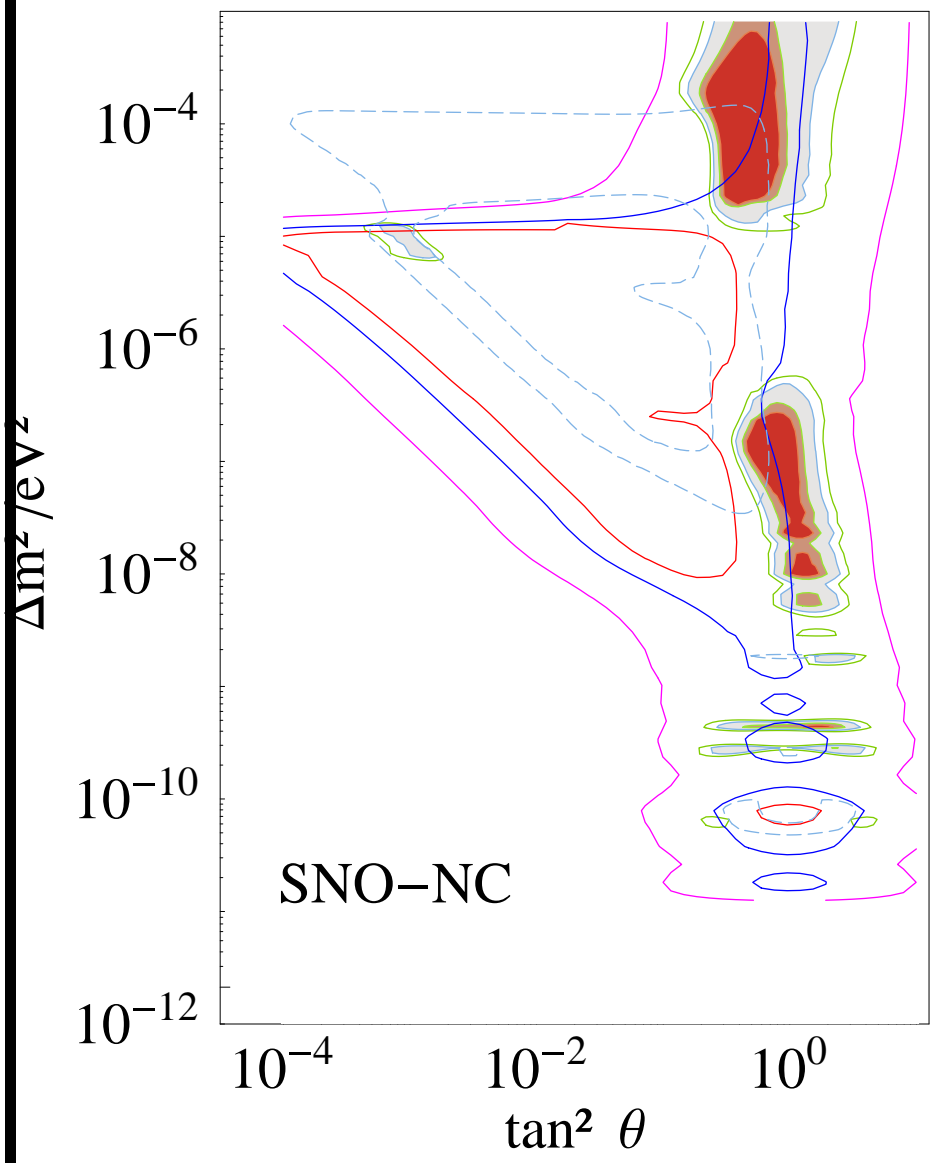 10⁻⁴
10⁻⁶
Δm² /eV²
10⁻⁸
10⁻¹⁰
SNO−NC
10⁻¹²
10⁻⁴ 10⁻² 10⁰
tan² θ